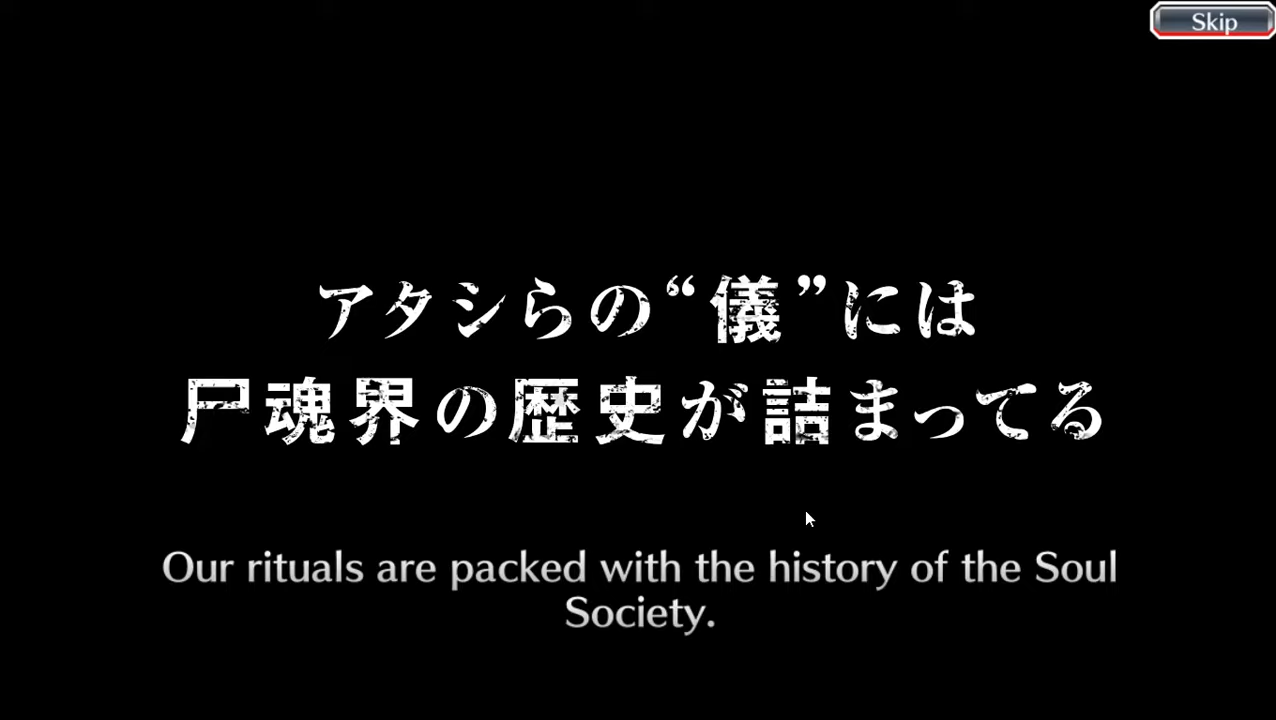 Skip
アタシらの“儀”には
尸魂界の歴史が詰まってる
Our rituals are packed with the history of the Soul
Society.